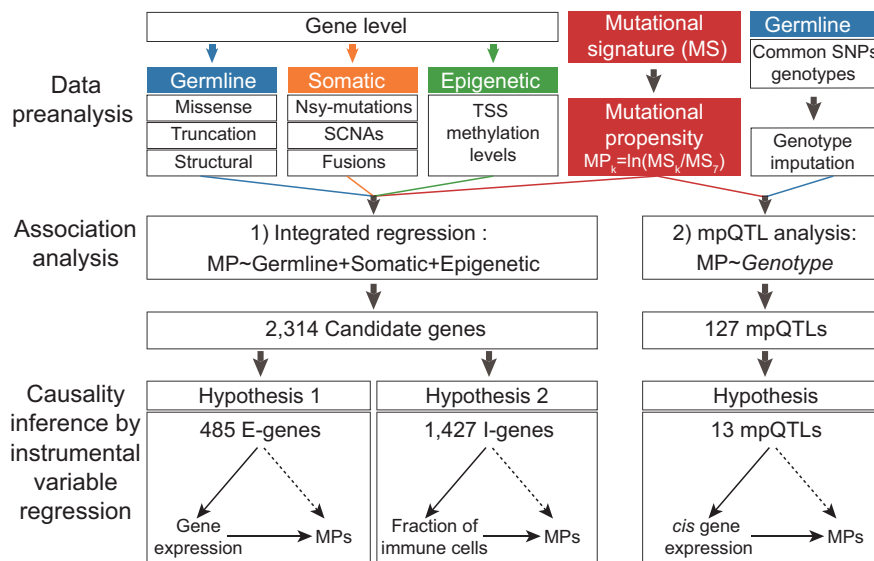 Data
preanalysis
Gene level
Germline
Missense
Truncation
Structural
Somatic
Nsy-mutations
SCNAs
Fusions
Epigenetic
TSS
methylation
levels
Mutational
signature (MS)
Mutational
propensity
MPₖ=ln(MSₖ/MS₇)
Germline
Common SNPs
genotypes
Genotype
imputation
Association
analysis
1) Integrated regression :
MP~Germline+Somatic+Epigenetic
2) mpQTL analysis:
MP~Genotype
2,314 Candidate genes
127 mpQTLs
Causality
inference by
instrumental
variable
regression
Hypothesis 1
485 E-genes
Gene
expression
MPs
Hypothesis 2
1,427 I-genes
Fraction of
immune cells
MPs
Hypothesis
13 mpQTLs
cis gene
expression
MPs